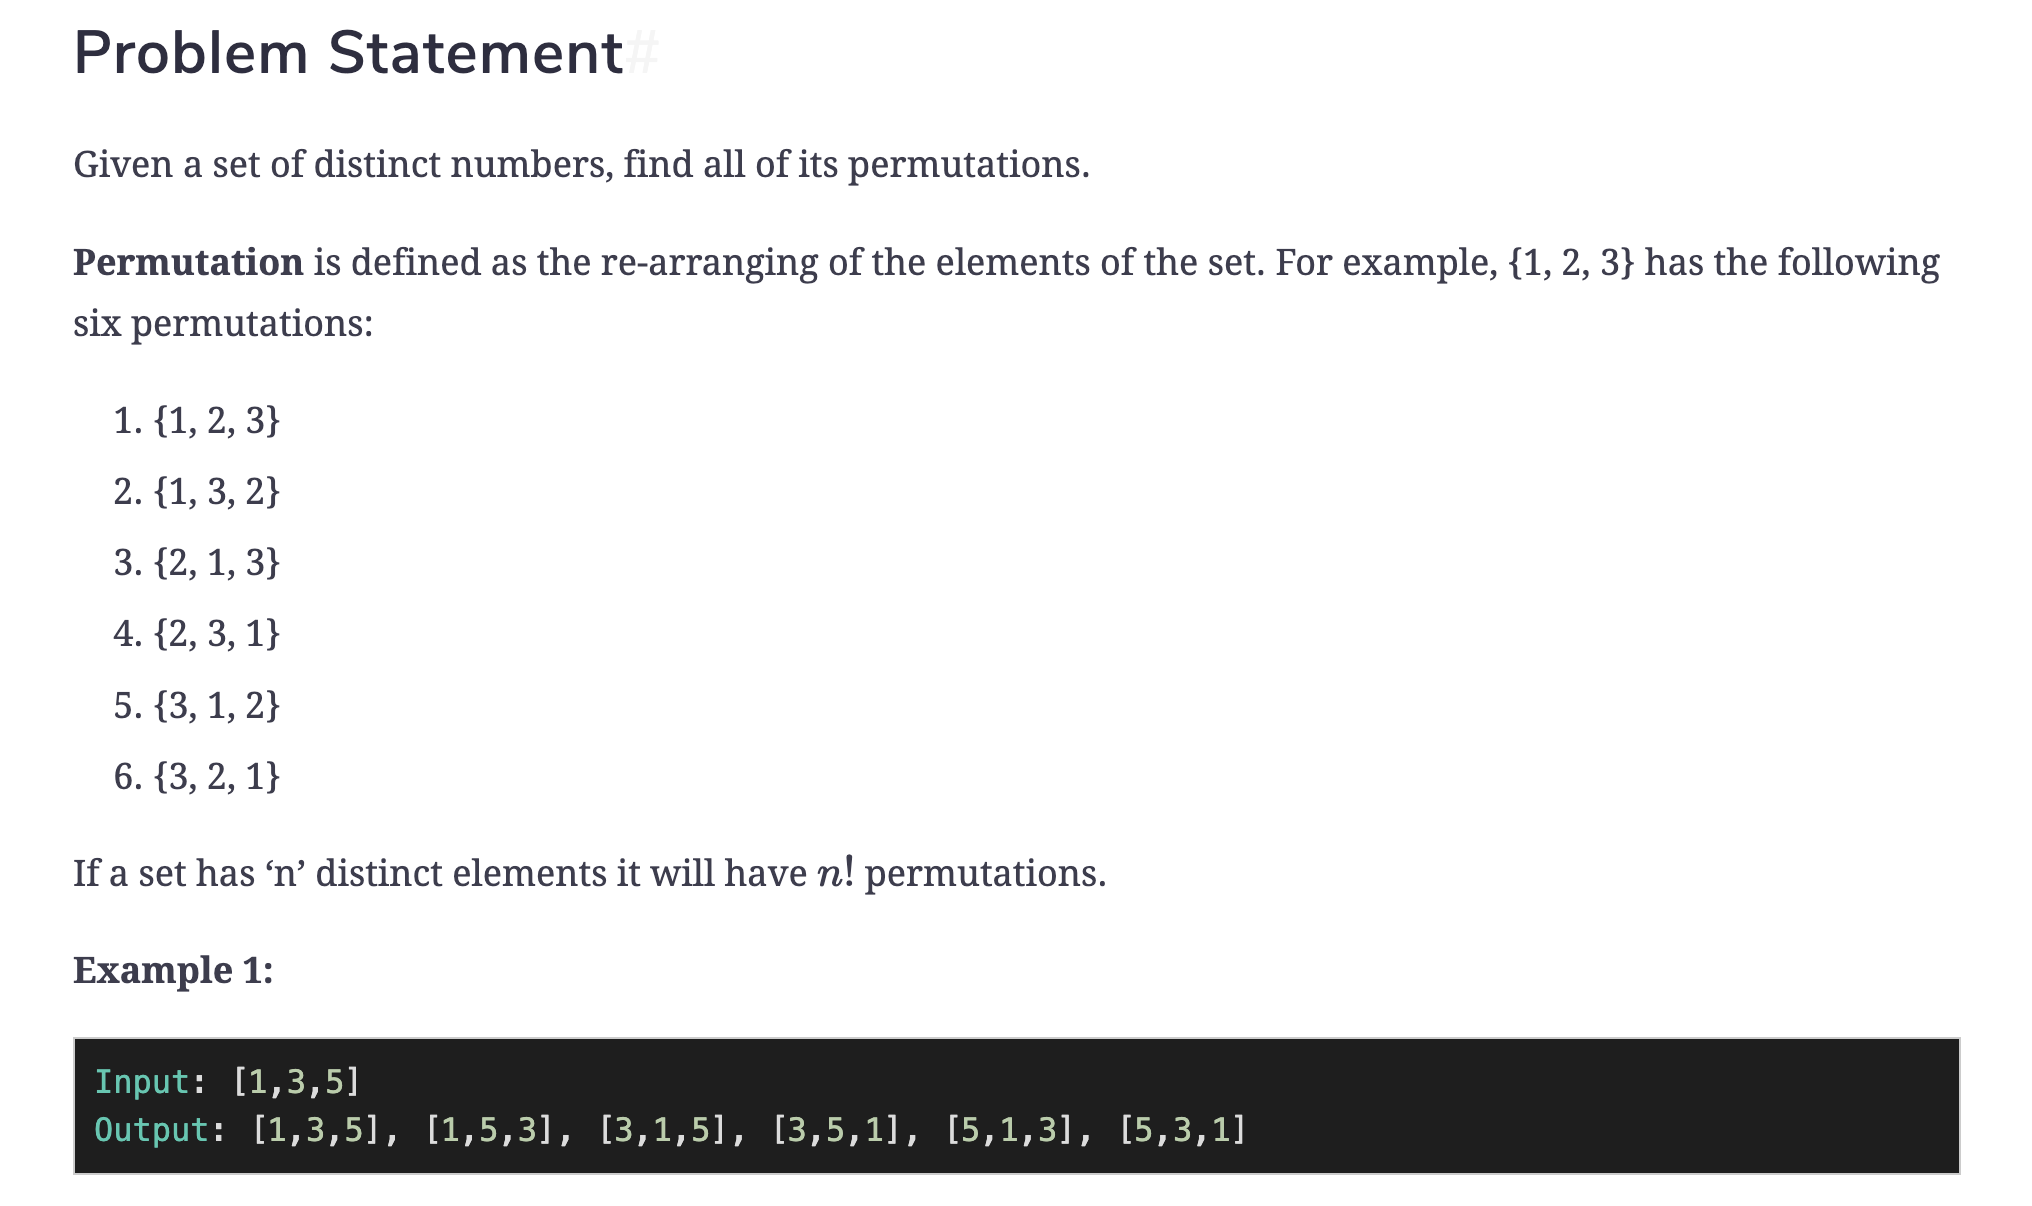 Problem Statement#
Given a set of distinct numbers, find all of its permutations.
Permutation is defined as the re-arranging of the elements of the set. For example, {1, 2, 3} has the following
six permutations:
1. {1, 2, 3}
2. {1, 3, 2}
3. {2, 1, 3}
4. {2, 3, 1}
5. {3, 1, 2}
6. {3, 2, 1}
If a set has ‘n’ distinct elements it will have n! permutations.
Example 1:
Input: [1,3,5]
Output: [1,3,5], [1,5,3], [3,1,5], [3,5,1], [5,1,3], [5,3,1]